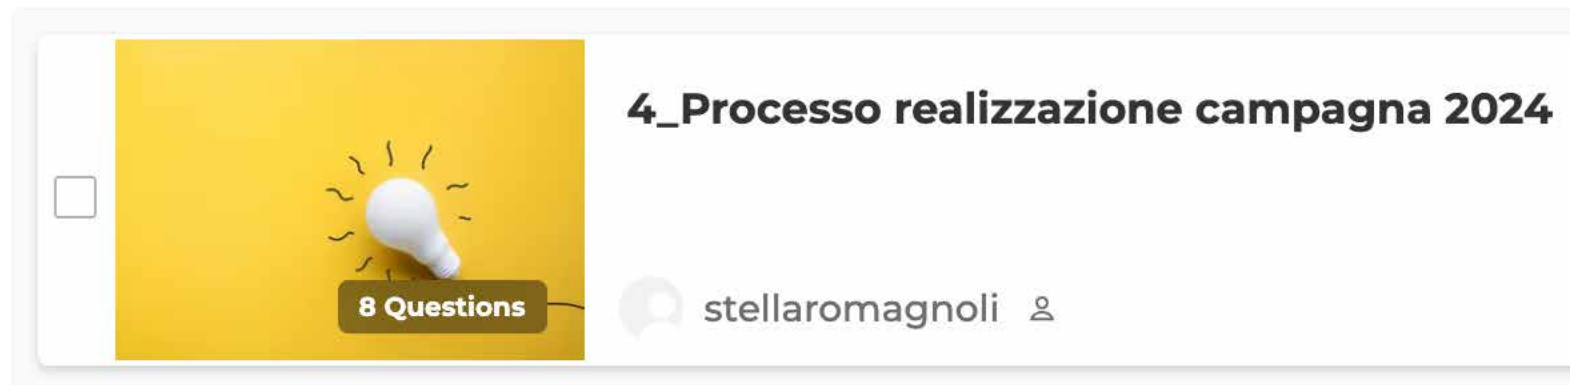 4_Processo realizzazione campagna 2024
8 Questions
stellaromagnoli